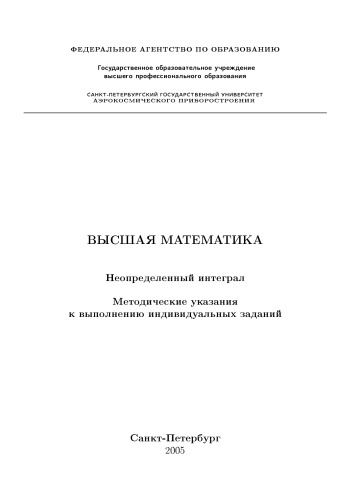 ФЕДЕРАЛЬНОЕ АГЕНТСТВО ПО ОБРАЗОВАНИЮ
Государственное образовательное учреждение
высшего профессионального образования
САНКТ-ПЕТЕРБУРГСКИЙ ГОСУДАРСТВЕННЫЙ УНИВЕРСИТЕТ
АЭРОКОСМИЧЕСКОГО ПРИБОРОСТРОЕНИЯ
ВЫСШАЯ МАТЕМАТИКА
Неопределенный интеграл
Методические указания
к выполнению индивидуальных заданий
Санкт-Петербург
2005